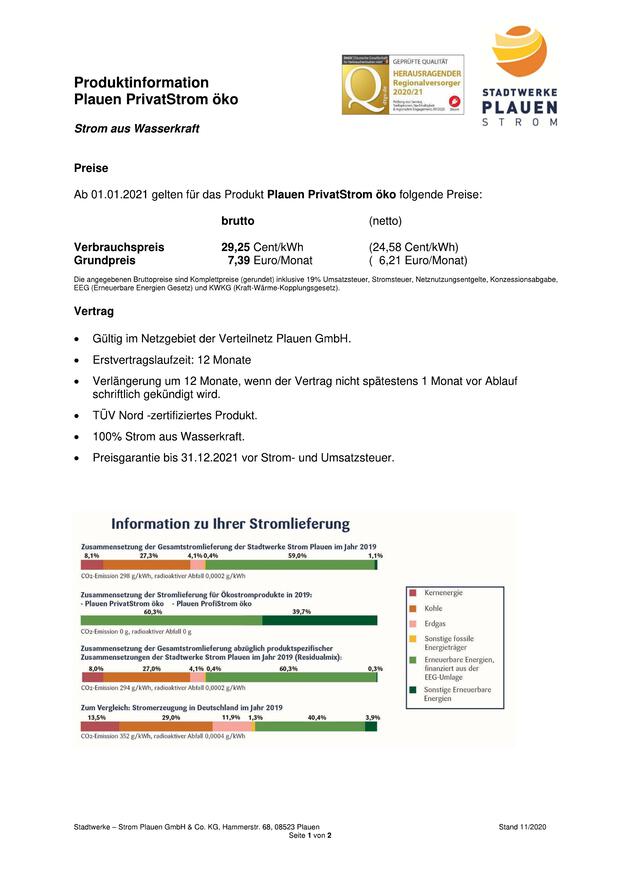 DtGV | Deutsche Gesellschaft
für Verbraucherstudien mbH
GEPRÜFTE QUALITÄT
HERAUSRAGENDER
Regionalversorger
2020/21
Q
dtgv.de
STADTWERKE
PLAUEN
STROM
Produktinformation
Plauen PrivatStrom öko
Strom aus Wasserkraft
Preise
Ab 01.01.2021 gelten für das Produkt Plauen PrivatStrom öko folgende Preise:
brutto (netto)
Verbrauchspreis 29,25 Cent/kWh (24,58 Cent/kWh)
Grundpreis 7,39 Euro/Monat ( 6,21 Euro/Monat)
Die angegebenen Bruttopreise sind Komplettpreise (gerundet) inklusive 19% Umsatzsteuer, Stromsteuer, Netznutzungsentgelte, Konzessionsabgabe,
EEG (Erneuerbare Energien Gesetz) und KWKG (Kraft-Wärme-Kopplungsgesetz).
Vertrag
• Gültig im Netzgebiet der Verteilnetz Plauen GmbH.
• Erstvertragslaufzeit: 12 Monate
• Verlängerung um 12 Monate, wenn der Vertrag nicht spätestens 1 Monat vor Ablauf
schriftlich gekündigt wird.
• TÜV Nord -zertifiziertes Produkt.
• 100% Strom aus Wasserkraft.
• Preisgarantie bis 31.12.2021 vor Strom- und Umsatzsteuer.
Information zu Ihrer Stromlieferung
Zusammensetzung der Gesamtstromlieferung der Stadtwerke Strom Plauen im Jahr 2019
8,1% 27,3% 4,1% 0,4% 59,0% 1,1%
CO2-Emission 298 g/kWh, radioaktiver Abfall 0,0002 g/kWh
Zusammensetzung der Stromlieferung für Ökostromprodukte in 2019:
- Plauen PrivatStrom öko - Plauen ProfiStrom Öko
60,3% 39,7%
CO2-Emission 0 g, radioaktiver Abfall 0 g
Zusammensetzung der Gesamtstromlieferung abzüglich produktspezifischer
Zusammensetzungen der Stadtwerke Strom Plauen im Jahr 2019 (Residualmix):
8,0% 27,0% 4,1% 0,4% 60,3% 0,3%
CO2-Emission 294 g/kWh, radioaktiver Abfall 0,0002 g/kWh
Zum Vergleich: Stromerzeugung in Deutschland im Jahr 2019
13,5% 29,0% 11,9% 1,3% 40,4% 3,9%
CO2-Emission 352 g/kWh, radioaktiver Abfall 0,0004 g/kWh
Kernenergie
Kohle
Erdgas
Sonstige fossile
Energieträger
Erneuerbare Energien,
finanziert aus der
EEG-Umlage
Sonstige Erneuerbare
Energien
Stadtwerke – Strom Plauen GmbH & Co. KG, Hammerstr. 68, 08523 Plauen Stand 11/2020
Seite 1 von 2